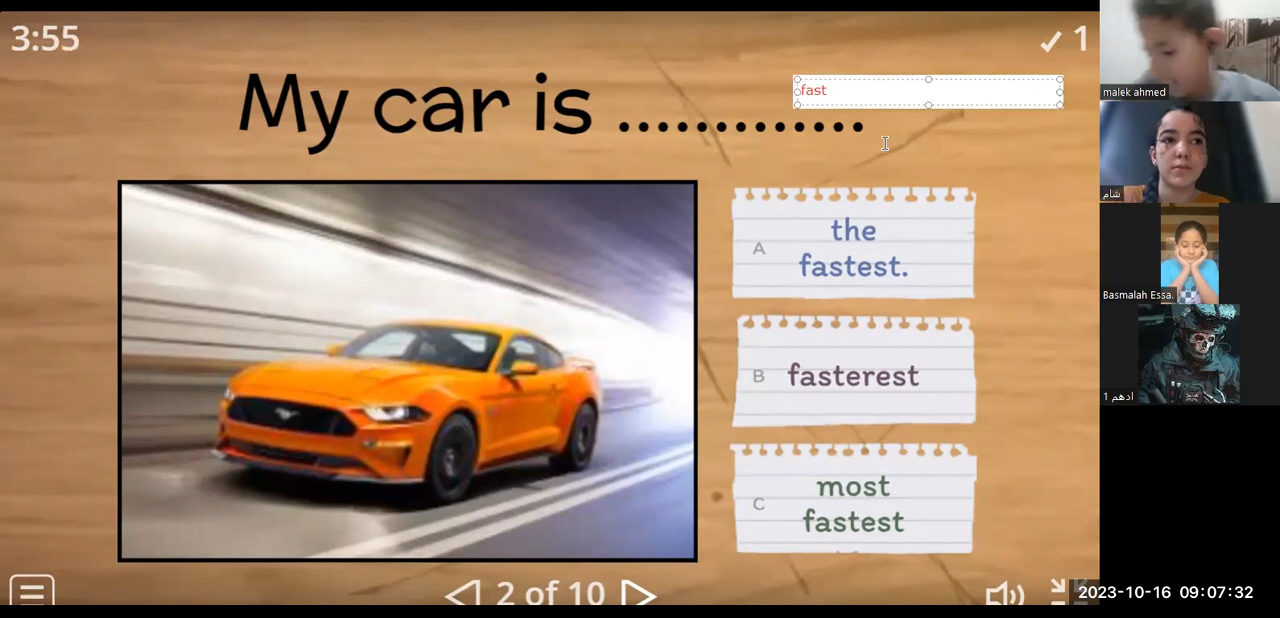 3:55
✓ 1
My car is .............
fast
A
the
fastest.
B
fasterest
C
most
fastest
2 of 10
malek ahmed
شام
Basmalah Essa.
ادهم 1
2023-10-16 09:07:32